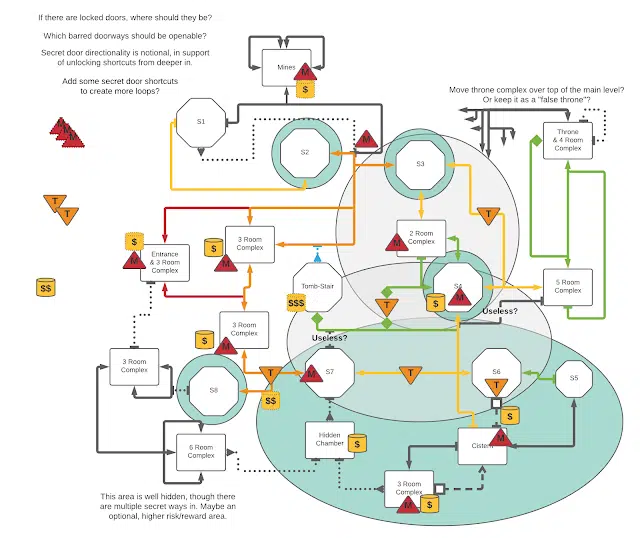 If there are locked doors, where should they be?
Which barred doorways should be openable?
Secret door directionality is notional, in support
of unlocking shortcuts from deeper in.
Add some secret door shortcuts
to create more loops?
Mines
M
$
Move throne complex over top of the main level?
Or keep it as a "false throne"?
S1
M
M
M
S2
M
S3
Throne
& 4 Room
Complex
T
T
T
$
Entrance
& 3 Room
Complex
M
$
3 Room
Complex
M
2 Room
Complex
M
$$
$$$
Tomb-Stair
T
$
S4
M
5 Room
Complex
Useless?
Useless?
$
3 Room
Complex
M
3 Room
Complex
S8
T
$$
M
S7
T
S6
T
S5
$
6 Room
Complex
Hidden
Chamber
$
Cistern
M
3 Room
Complex
M
$
This area is well hidden, though there
are multiple secret ways in. Maybe an
optional, higher risk/reward area.